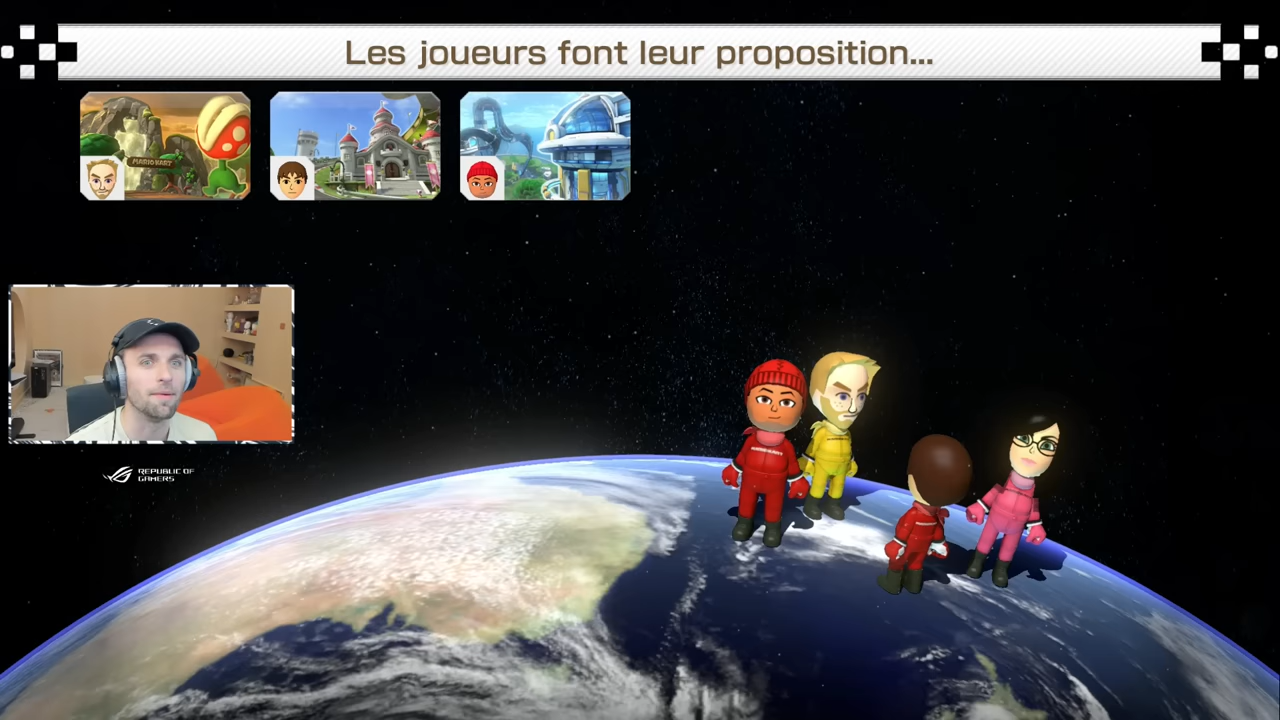 Les joueurs font leur proposition...
MARIO KART
REPUBLIC OF
GAMERS